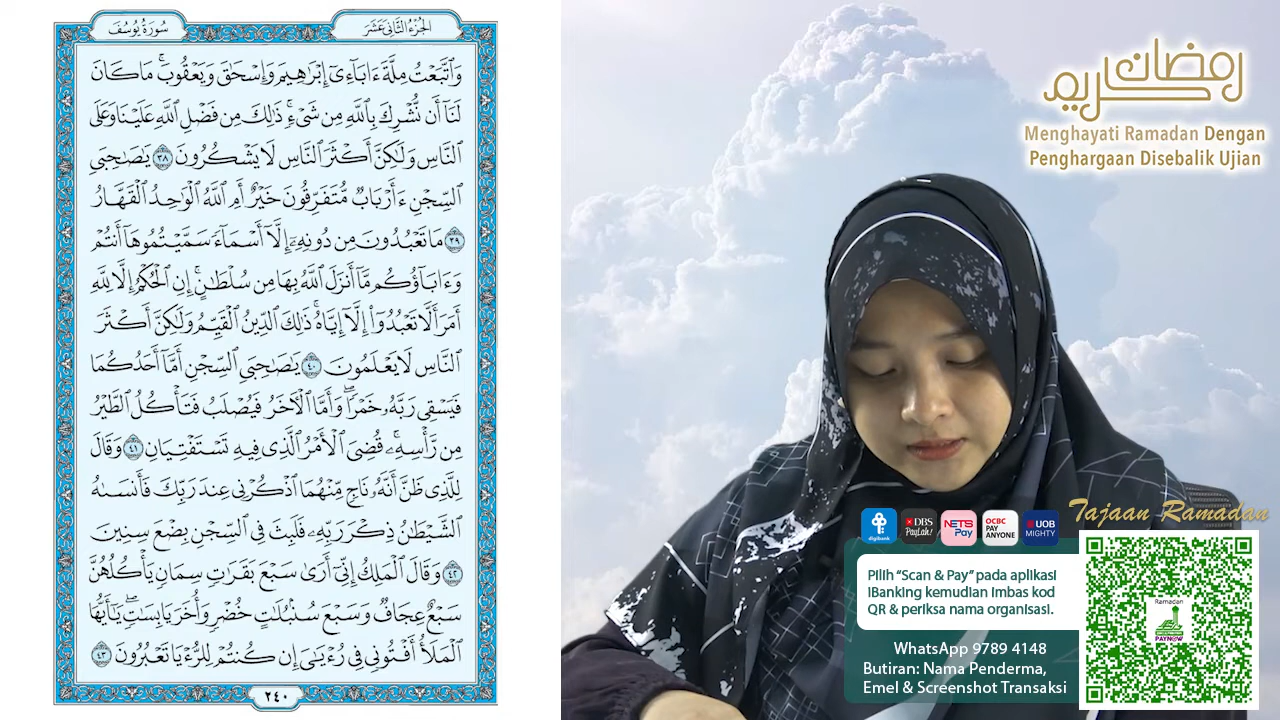 سورة يوسف
الجزء الثاني عشر
وَٱتَّبَعْتُ مِلَّةَ ءَابَآءِىٓ إِبْرَٰهِيمَ وَإِسْحَٰقَ وَيَعْقُوبَ ۚ مَا كَانَ
لَنَآ أَن نُّشْرِكَ بِٱللَّهِ مِن شَىْءٍ ۚ ذَٰلِكَ مِن فَضْلِ ٱللَّهِ عَلَيْنَا وَعَلَى
ٱلنَّاسِ وَلَٰكِنَّ أَكْثَرَ ٱلنَّاسِ لَا يَشْكُرُونَ ٣٨ يَٰصَٰحِبَىِ
ٱلسِّجْنِ ءَأَرْبَابٌ مُّتَفَرِّقُونَ خَيْرٌ أَمِ ٱللَّهُ ٱلْوَٰحِدُ ٱلْقَهَّارُ
٣٩ مَا تَعْبُدُونَ مِن دُونِهِۦٓ إِلَّآ أَسْمَآءً سَمَّيْتُمُوهَآ أَنتُمْ
وَءَابَآؤُكُم مَّآ أَنزَلَ ٱللَّهُ بِهَا مِن سُلْطَٰنٍ ۚ إِنِ ٱلْحُكْمُ إِلَّا لِلَّهِ
أَمَرَ أَلَّا تَعْبُدُوٓا۟ إِلَّآ إِيَّاهُ ۚ ذَٰلِكَ ٱلدِّينُ ٱلْقَيِّمُ وَلَٰكِنَّ أَكْثَرَ
ٱلنَّاسِ لَا يَعْلَمُونَ ٤٠ يَٰصَٰحِبَىِ ٱلسِّجْنِ أَمَّآ أَحَدُكُمَا
فَيَسْقِى رَبَّهُۥ خَمْرًا ۖ وَأَمَّا ٱلْءَاخَرُ فَيُصْلَبُ فَتَأْكُلُ ٱلطَّيْرُ
مِن رَّأْسِهِۦ ۚ قُضِىَ ٱلْأَمْرُ ٱلَّذِى فِيهِ تَسْتَفْتِيَانِ ٤١ وَقَالَ
لِلَّذِى ظَنَّ أَنَّهُۥ نَاجٍ مِّنْهُمَا ٱذْكُرْنِى عِندَ رَبِّكَ فَأَنسَىٰهُ
ٱلشَّيْطَٰنُ ذِكْرَ رَبِّهِۦ فَلَبِثَ فِى ٱلسِّجْنِ بِضْعَ سِنِينَ
٤٢ وَقَالَ ٱلْمَلِكُ إِنِّىٓ أَرَىٰ سَبْعَ بَقَرَٰتٍ سِمَانٍ يَأْكُلُهُنَّ
سَبْعٌ عِجَافٌ وَسَبْعَ سُنۢبُلَٰتٍ خُضْرٍ وَأُخَرَ يَابِسَٰتٍ ۖ يَٰٓأَيُّهَا
ٱلْمَلَأُ أَفْتُونِى فِى رُءْيَٰىَ إِن كُنتُمْ لِلرُّءْيَا تَعْبُرُونَ ٤٣
٢٤٠
رمضان كريم
Menghayati Ramadan Dengan
Penghargaan Disebalik Ujian
Tajaan Ramadan
digibank
DBS PayLah!
NETS Pay
OCBC PAY ANYONE
UOB MIGHTY
Pilih “Scan & Pay” pada aplikasi
iBanking kemudian imbas kod
QR & periksa nama organisasi.
WhatsApp 9789 4148
Butiran: Nama Penderma,
Emel & Screenshot Transaksi
Ramadan
PAYNOW